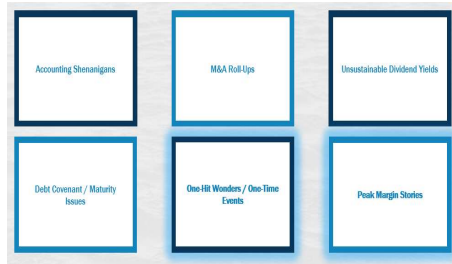 Accounting Shenanigans
M&A Roll-Ups
Unsustainable Dividend Yields
Debt Covenant / Maturity
Issues
One-Hit Wonders / One-Time
Events
Peak Margin Stories